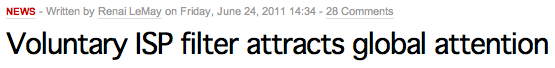 NEWS - Written by Renai LeMay on Friday, June 24, 2011 14:34 - 28 Comments
Voluntary ISP filter attracts global attention